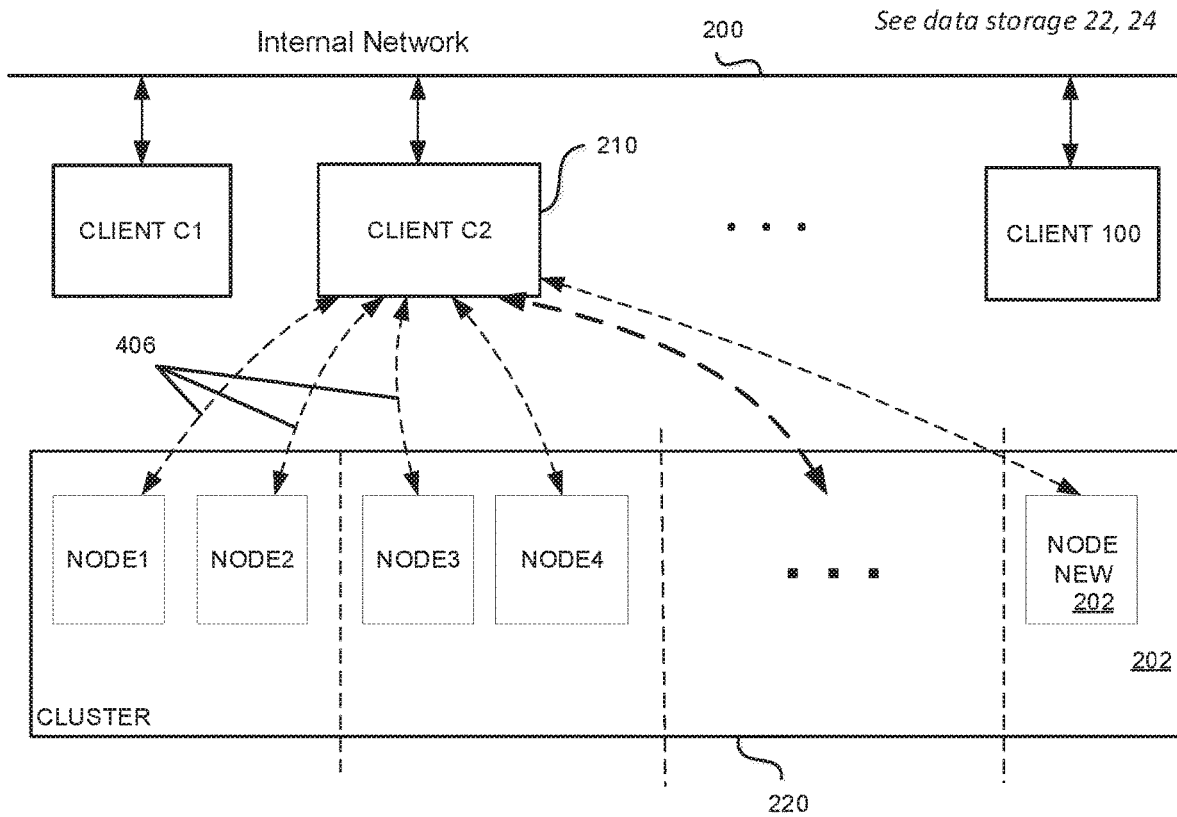 See data storage 22, 24
200
Internal Network
210
CLIENT C1
CLIENT C2
. . .
CLIENT 100
406
NODE1
NODE2
NODE3
NODE4
. . .
NODE
NEW
202
202
CLUSTER
220